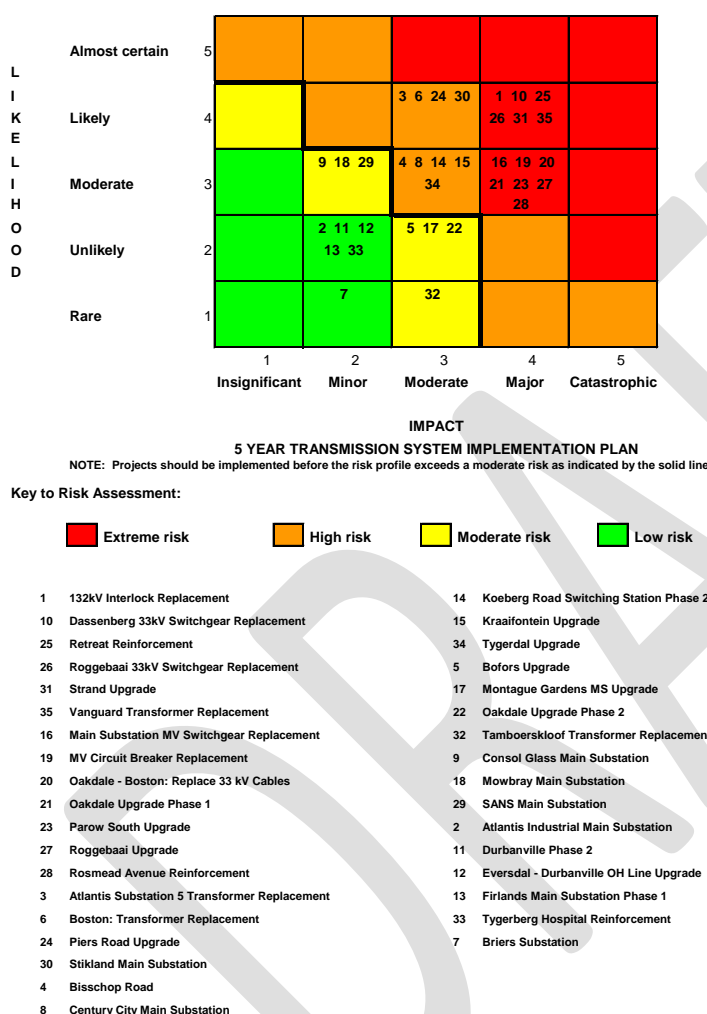 LIKELIHOOD
Almost certain 5
3 6 24 30 1 10 25
Likely 4 26 31 35
9 18 29 4 8 14 15 16 19 20
Moderate 3 34 21 23 27
28
2 11 12 5 17 22
Unlikely 2 13 33
7 32
Rare 1
1 2 3 4 5
Insignificant Minor Moderate Major Catastrophic
IMPACT
5 YEAR TRANSMISSION SYSTEM IMPLEMENTATION PLAN
NOTE: Projects should be implemented before the risk profile exceeds a moderate risk as indicated by the solid line
Key to Risk Assessment:
Extreme risk High risk Moderate risk Low risk
1 132kV Interlock Replacement
10 Dassenberg 33kV Switchgear Replacement
25 Retreat Reinforcement
26 Roggebaai 33kV Switchgear Replacement
31 Strand Upgrade
35 Vanguard Transformer Replacement
16 Main Substation MV Switchgear Replacement
19 MV Circuit Breaker Replacement
20 Oakdale - Boston: Replace 33 kV Cables
21 Oakdale Upgrade Phase 1
23 Parow South Upgrade
27 Roggebaai Upgrade
28 Rosmead Avenue Reinforcement
3 Atlantis Substation 5 Transformer Replacement
6 Boston: Transformer Replacement
24 Piers Road Upgrade
30 Stikland Main Substation
4 Bisschop Road
8 Century City Main Substation
14 Koeberg Road Switching Station Phase 2
15 Kraaifontein Upgrade
34 Tygerdal Upgrade
5 Bofors Upgrade
17 Montague Gardens MS Upgrade
22 Oakdale Upgrade Phase 2
32 Tamboerskloof Transformer Replacemen
9 Consol Glass Main Substation
18 Mowbray Main Substation
29 SANS Main Substation
2 Atlantis Industrial Main Substation
11 Durbanville Phase 2
12 Eversdal - Durbanville OH Line Upgrade
13 Firlands Main Substation Phase 1
33 Tygerberg Hospital Reinforcement
7 Briers Substation